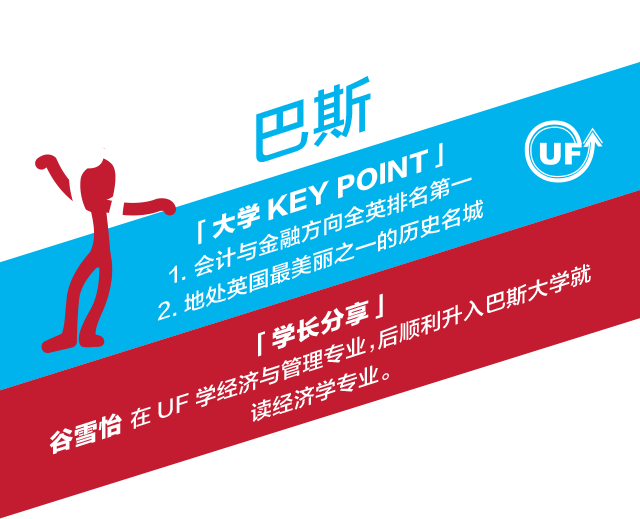 巴斯
「大学 KEY POINT」
UF
1. 会计与金融方向全英排名第一
2. 地处英国最美丽之一的历史名城
「学长分享」
谷雪怡 在 UF 学经济与管理专业，后顺利升入巴斯大学就
读经济学专业。